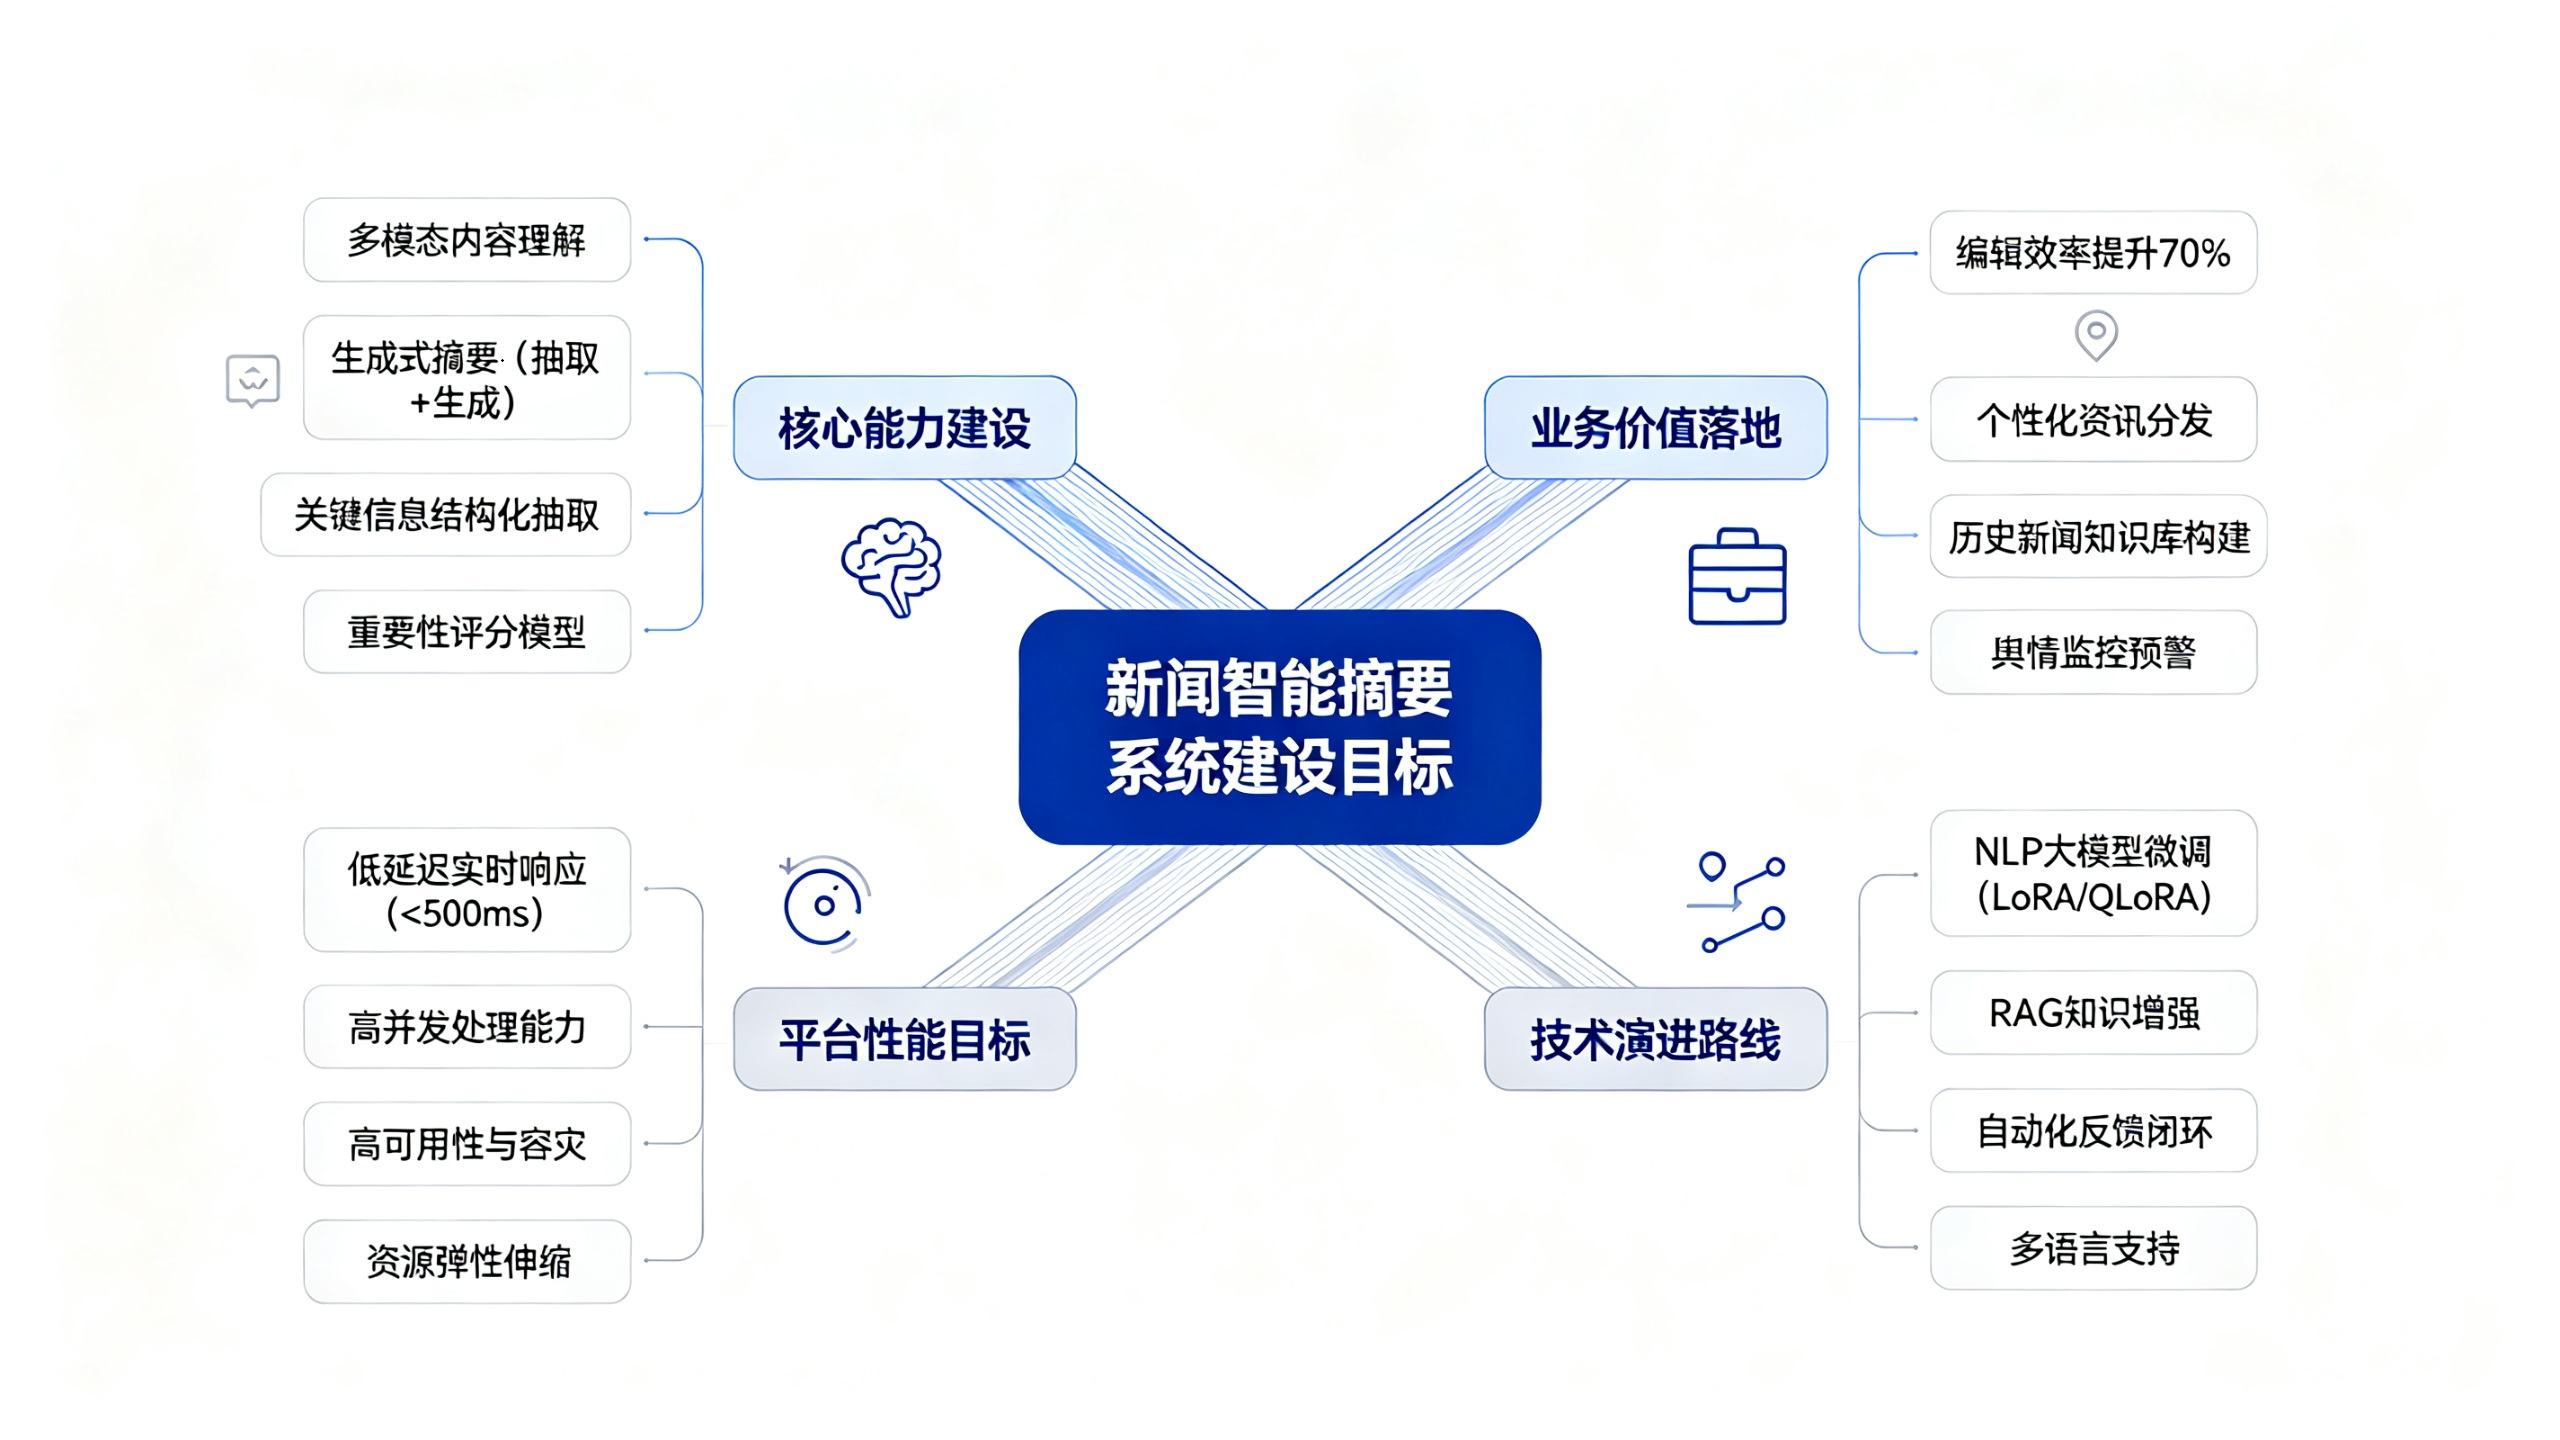 新闻智能摘要
系统建设目标
核心能力建设
多模态内容理解
生成式摘要（抽取
+生成）
关键信息结构化抽取
重要性评分模型
业务价值落地
编辑效率提升70%
个性化资讯分发
历史新闻知识库构建
舆情监控预警
平台性能目标
低延迟实时响应
（<500ms）
高并发处理能力
高可用性与容灾
资源弹性伸缩
技术演进路线
NLP大模型微调
（LoRA/QLoRA）
RAG知识增强
自动化反馈闭环
多语言支持